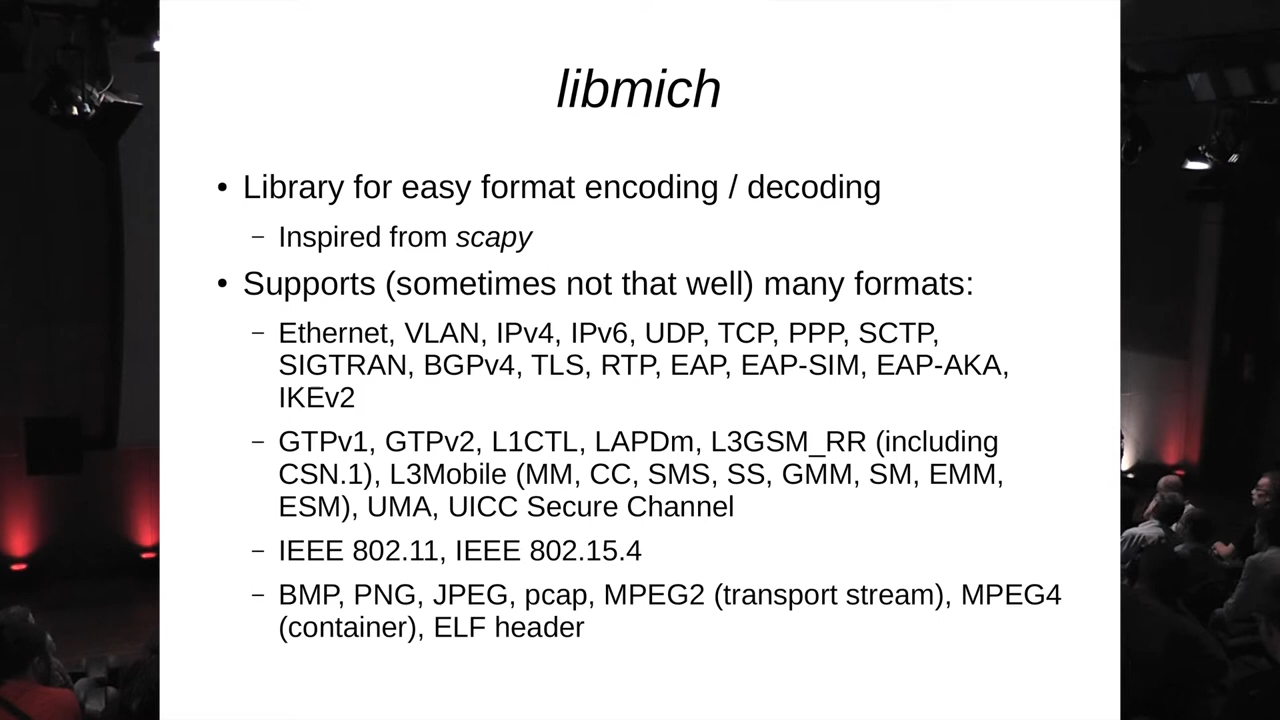 libmich
• Library for easy format encoding / decoding
– Inspired from scapy
• Supports (sometimes not that well) many formats:
– Ethernet, VLAN, IPv4, IPv6, UDP, TCP, PPP, SCTP,
SIGTRAN, BGPv4, TLS, RTP, EAP, EAP-SIM, EAP-AKA,
IKEv2
– GTPv1, GTPv2, L1CTL, LAPDm, L3GSM_RR (including
CSN.1), L3Mobile (MM, CC, SMS, SS, GMM, SM, EMM,
ESM), UMA, UICC Secure Channel
– IEEE 802.11, IEEE 802.15.4
– BMP, PNG, JPEG, pcap, MPEG2 (transport stream), MPEG4
(container), ELF header